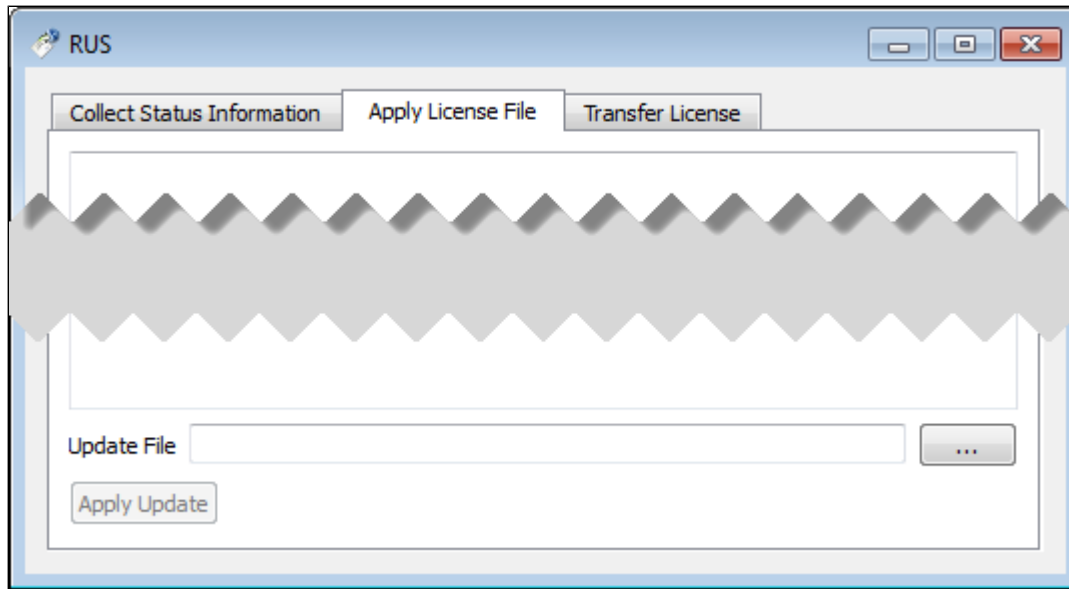 RUS
Collect Status Information Apply License File Transfer License
Update File ...
Apply Update